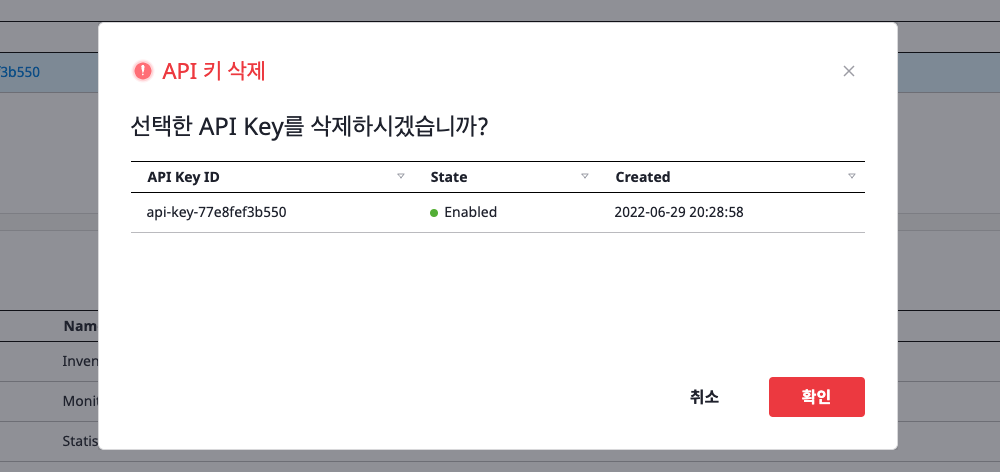 API 키 삭제
f3b550
선택한 API Key를 삭제하시겠습니까?
API Key ID State Created
api-key-77e8fef3b550 Enabled 2022-06-29 20:28:58
Nam
Inven
Monit
Statis
취소 확인